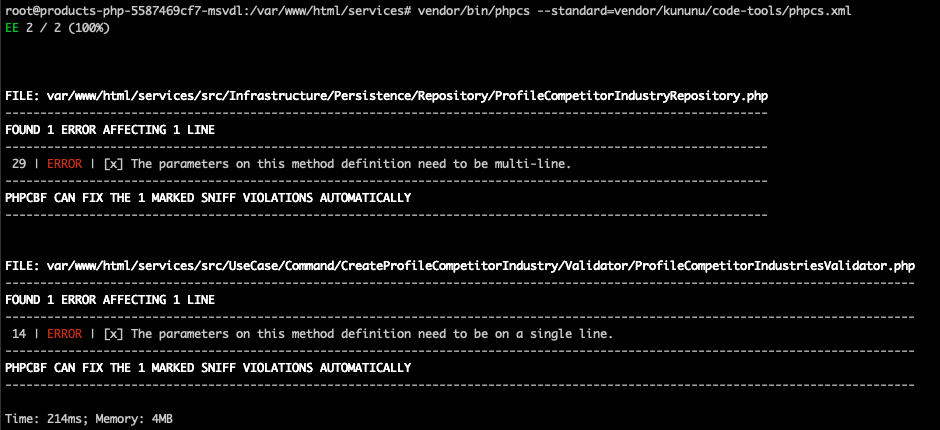 root@products-php-5587469cf7-msvdl:/var/www/html/services# vendor/bin/phpcs --standard=vendor/kununu/code-tools/phpcs.xml
EE 2 / 2 (100%)
FILE: var/www/html/services/src/Infrastructure/Persistence/Repository/ProfileCompetitorIndustryRepository.php
--------------------------------------------------------------------------------------------------------------
FOUND 1 ERROR AFFECTING 1 LINE
--------------------------------------------------------------------------------------------------------------
 29 | ERROR | [x] The parameters on this method definition need to be multi-line.
--------------------------------------------------------------------------------------------------------------
PHPCBF CAN FIX THE 1 MARKED SNIFF VIOLATIONS AUTOMATICALLY
--------------------------------------------------------------------------------------------------------------
FILE: var/www/html/services/src/UseCase/Command/CreateProfileCompetitorIndustry/Validator/ProfileCompetitorIndustriesValidator.php
-----------------------------------------------------------------------------------------------------------------------------------
FOUND 1 ERROR AFFECTING 1 LINE
-----------------------------------------------------------------------------------------------------------------------------------
 14 | ERROR | [x] The parameters on this method definition need to be on a single line.
-----------------------------------------------------------------------------------------------------------------------------------
PHPCBF CAN FIX THE 1 MARKED SNIFF VIOLATIONS AUTOMATICALLY
-----------------------------------------------------------------------------------------------------------------------------------
Time: 214ms; Memory: 4MB